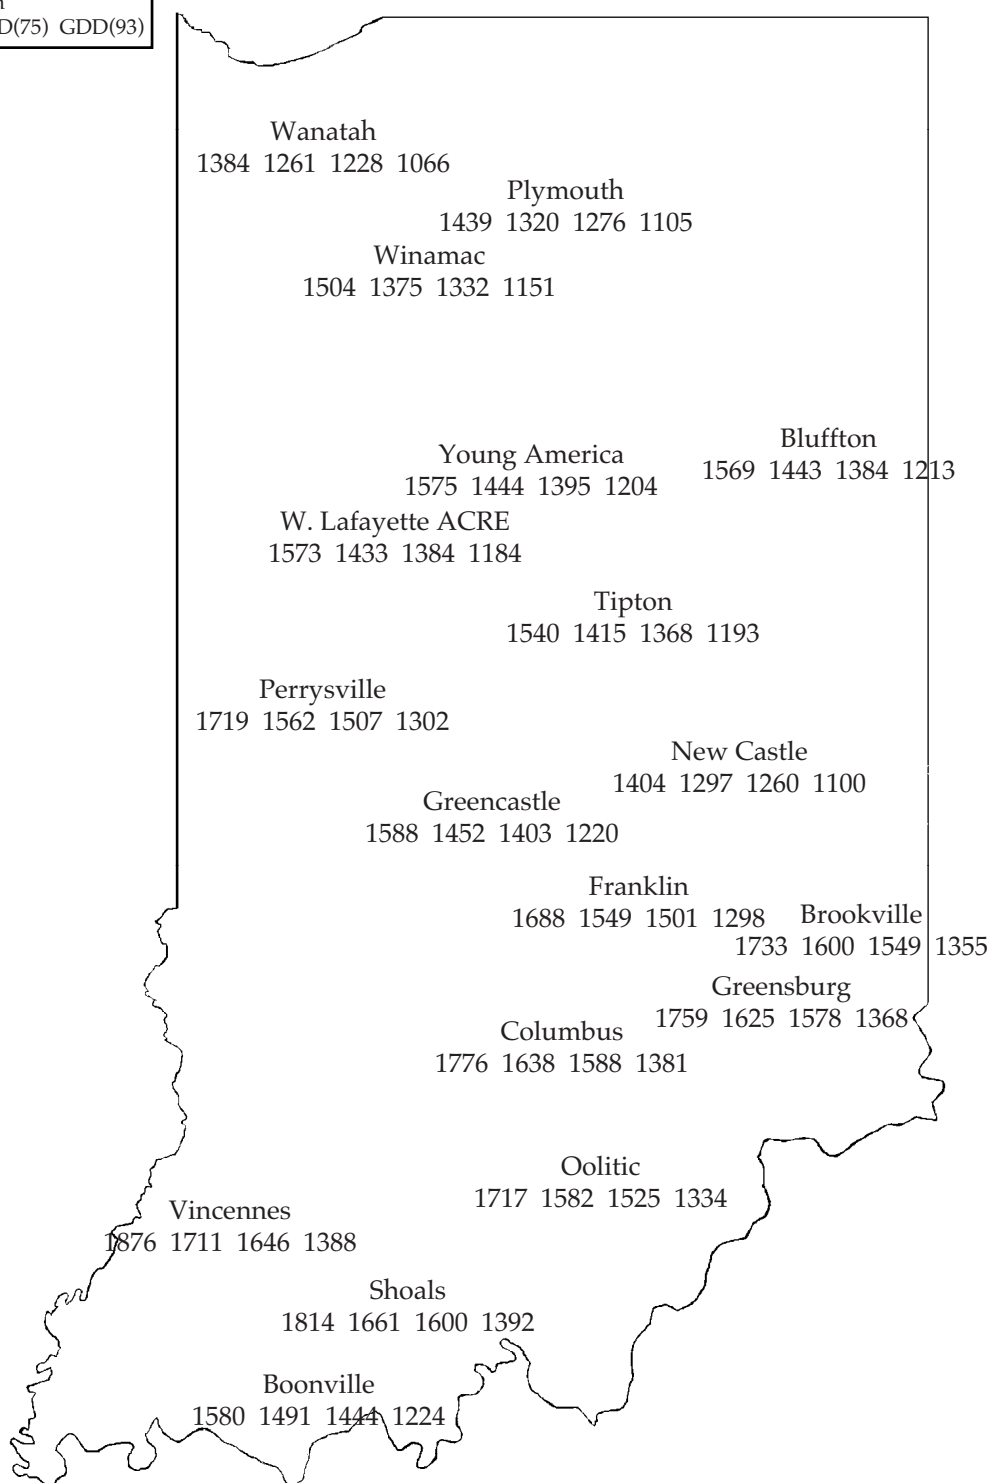 GDD(93)
Wanatah
1384 1261 1228 1066
Plymouth
1439 1320 1276 1105
Winamac
1504 1375 1332 1151
Bluffton
1569 1443 1384 1213
Young America
1575 1444 1395 1204
W. Lafayette ACRE
1573 1433 1384 1184
Tipton
1540 1415 1368 1193
Perrysville
1719 1562 1507 1302
New Castle
1404 1297 1260 1100
Greencastle
1588 1452 1403 1220
Franklin
1688 1549 1501 1298
Brookville
1733 1600 1549 1355
Greensburg
1759 1625 1578 1368
Columbus
1776 1638 1588 1381
Oolitic
1717 1582 1525 1334
Vincennes
1876 1711 1646 1388
Shoals
1814 1661 1600 1392
Boonville
1580 1491 1444 1224